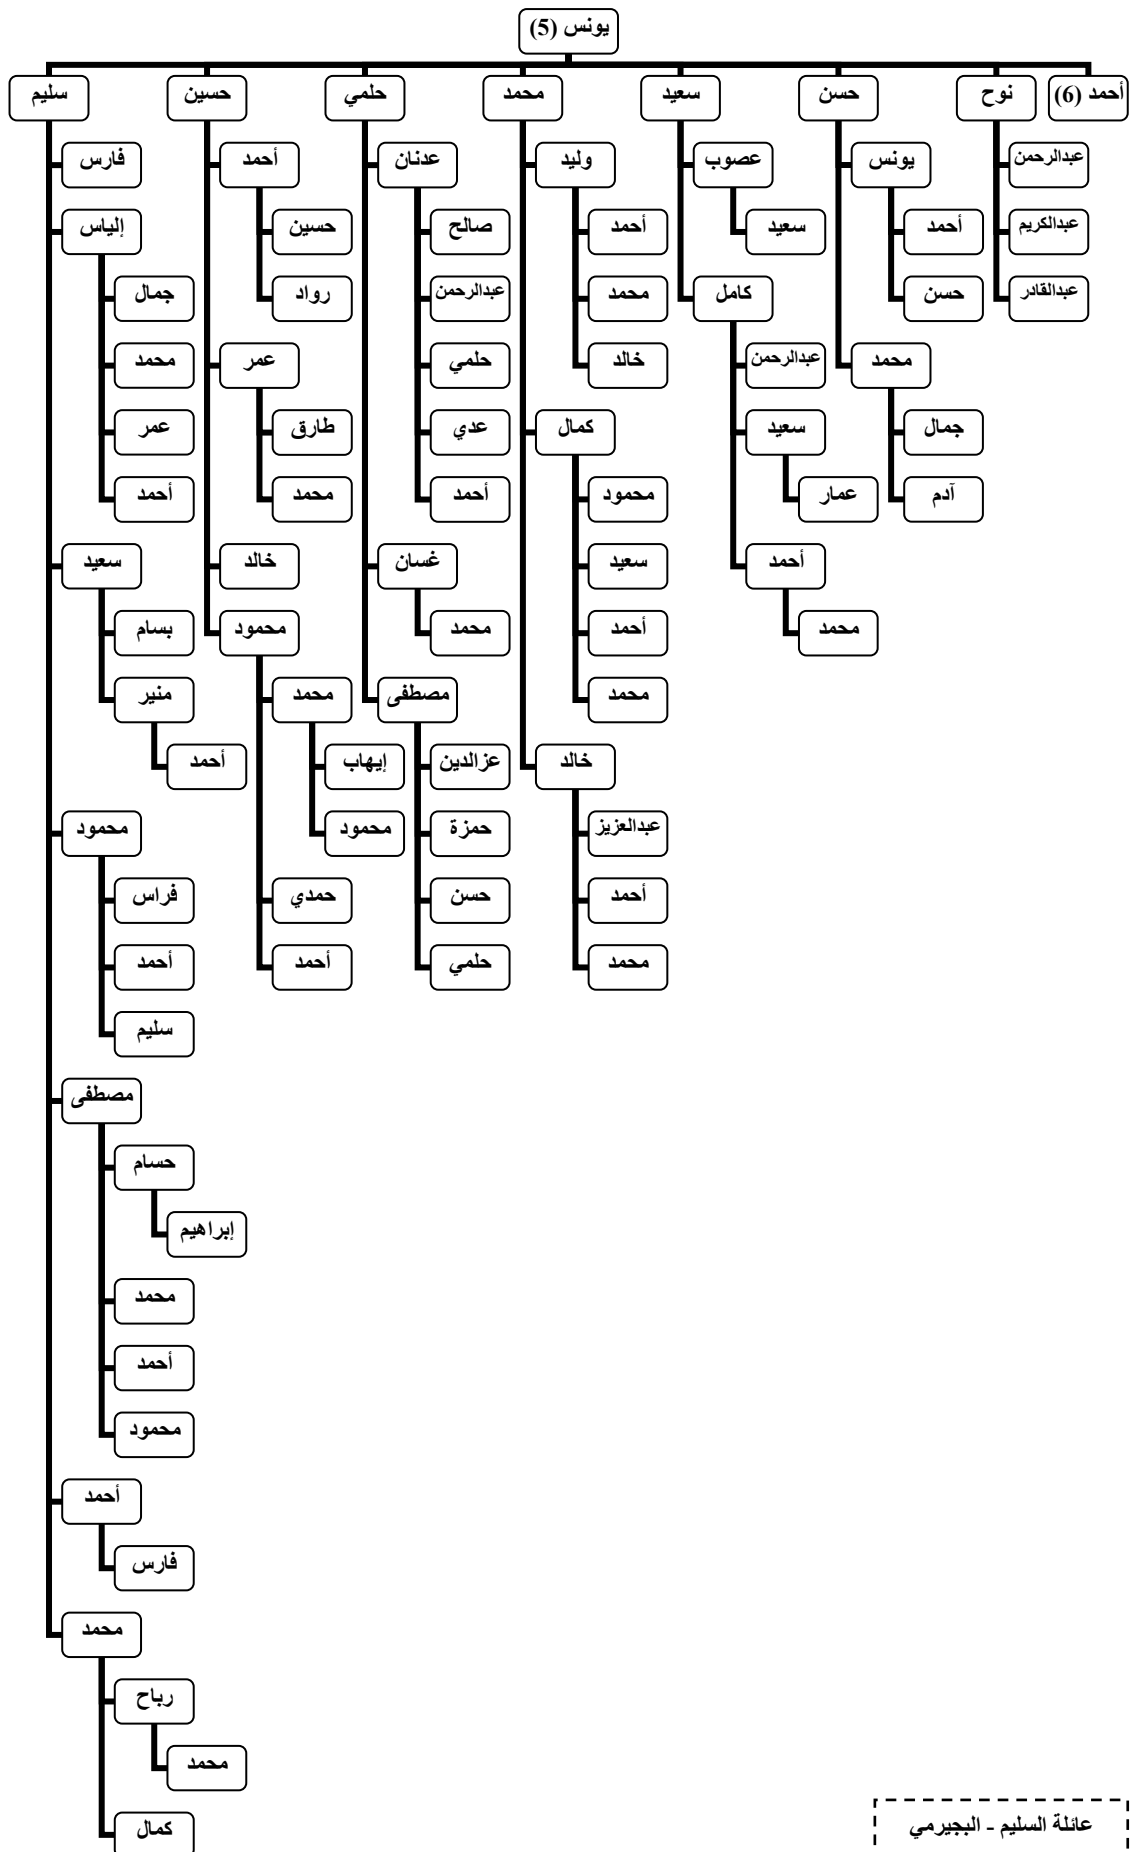 يونس (5)
أحمد (6)
نوح
حسن
سعيد
محمد
حلمي
حسين
سليم
عبدالرحمن
عبدالكريم
عبدالقادر
يونس
أحمد
حسن
محمد
جمال
آدم
عصوب
سعيد
كامل
عبدالرحمن
سعيد
عمار
أحمد
محمد
وليد
أحمد
محمد
خالد
كمال
محمود
سعيد
أحمد
محمد
خالد
عبدالعزيز
أحمد
محمد
عدنان
صالح
عبدالرحمن
حلمي
عدي
أحمد
غسان
محمد
مصطفى
عزالدين
حمزة
حسن
حلمي
أحمد
حسين
رواد
عمر
طارق
محمد
خالد
محمود
محمد
إيهاب
محمود
حمدي
أحمد
فارس
إلياس
جمال
محمد
عمر
أحمد
سعيد
بسام
منير
أحمد
محمود
فراس
أحمد
سليم
مصطفى
حسام
إبراهيم
محمد
أحمد
محمود
أحمد
فارس
محمد
رباح
محمد
كمال
عائلة السليم - البجيرمي